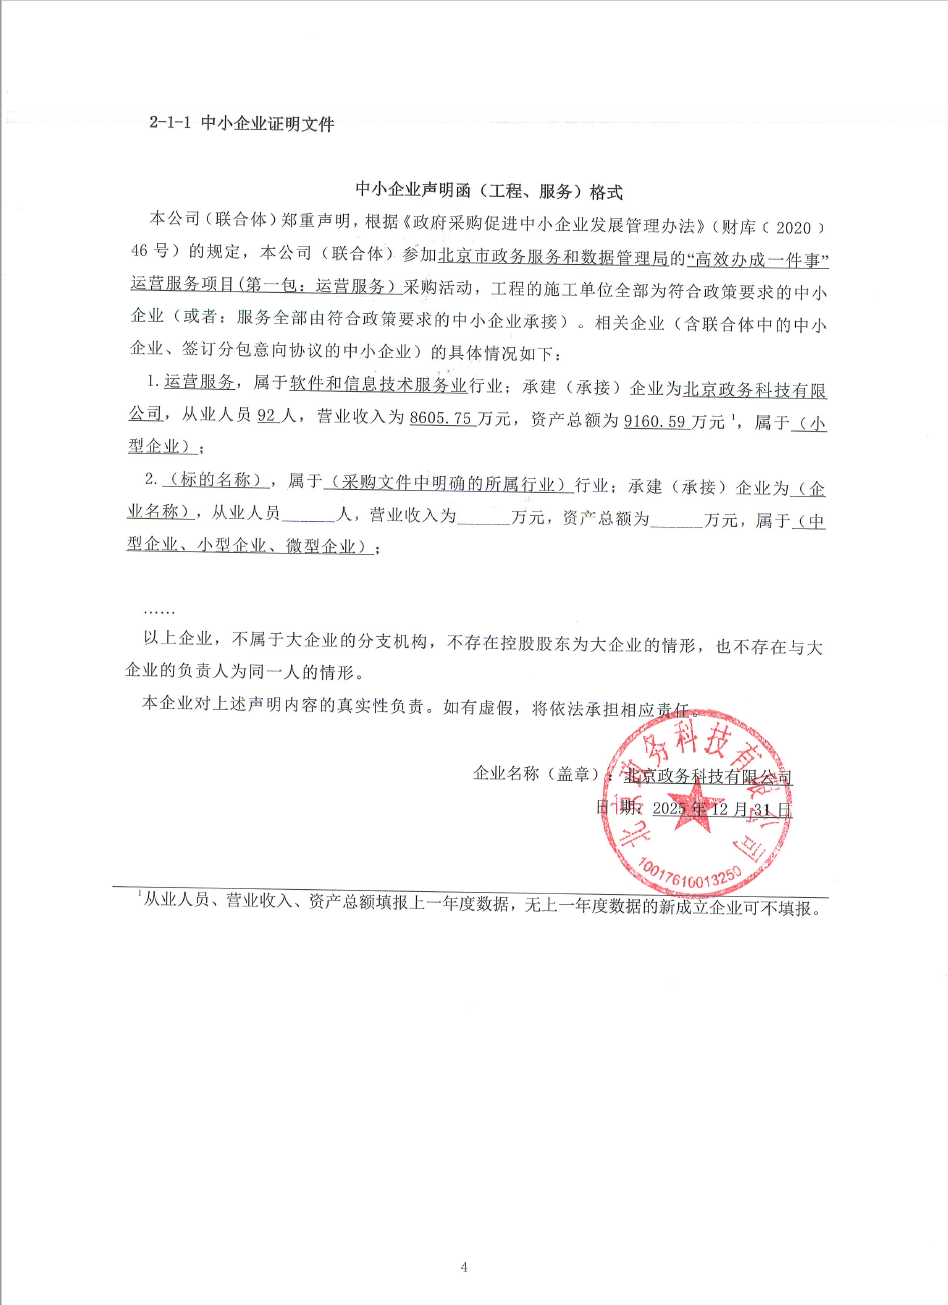 2-1-1 中小企业证明文件
中小企业声明函（工程、服务）格式
本公司（联合体）郑重声明，根据《政府采购促进中小企业发展管理办法》（财库﹝2020﹞
46号）的规定，本公司（联合体）参加北京市政务服务和数据管理局的“高效办成一件事”
运营服务项目(第一包：运营服务）采购活动，工程的施工单位全部为符合政策要求的中小
企业（或者：服务全部由符合政策要求的中小企业承接）。相关企业（含联合体中的中小
企业、签订分包意向协议的中小企业）的具体情况如下：
1. 运营服务，属于软件和信息技术服务业行业；承建（承接）企业为北京政务科技有限
公司，从业人员 92 人，营业收入为 8605.75 万元，资产总额为 9160.59 万元 1，属于（小
型企业）；
2. （标的名称），属于（采购文件中明确的所属行业）行业；承建（承接）企业为（企
业名称），从业人员______人，营业收入为______万元，资产总额为______万元，属于（中
型企业、小型企业、微型企业）；
……
以上企业，不属于大企业的分支机构，不存在控股股东为大企业的情形，也不存在与大
企业的负责人为同一人的情形。
本企业对上述声明内容的真实性负责。如有虚假，将依法承担相应责任。
企业名称（盖章）：北京政务科技有限公司
日 期：2025 年 12 月 31 日
北京政务科技有限公司
10017610013250
1从业人员、营业收入、资产总额填报上一年度数据，无上一年度数据的新成立企业可不填报。
4